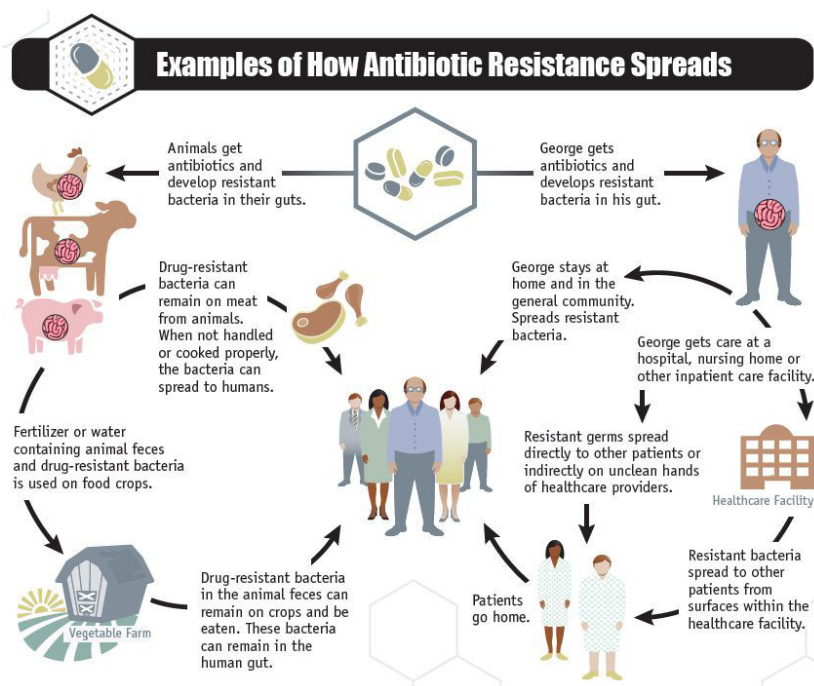 Examples of How Antibiotic Resistance Spreads
Animals get
antibiotics and
develop resistant
bacteria in their guts.
George gets
antibiotics and
develops resistant
bacteria in his gut.
Drug-resistant
bacteria can
remain on meat
from animals.
When not handled
or cooked properly,
the bacteria can
spread to humans.
George stays at
home and in the
general community.
Spreads resistant
bacteria.
George gets care at a
hospital, nursing home or
other inpatient care facility.
Fertilizer or water
containing animal feces
and drug-resistant bacteria
is used on food crops.
Resistant germs spread
directly to other patients or
indirectly on unclean hands
of healthcare providers.
Healthcare Facility
Vegetable Farm
Drug-resistant bacteria
in the animal feces can
remain on crops and be
eaten. These bacteria
can remain in the
human gut.
Patients
go home.
Resistant bacteria
spread to other
patients from
surfaces within the
healthcare facility.